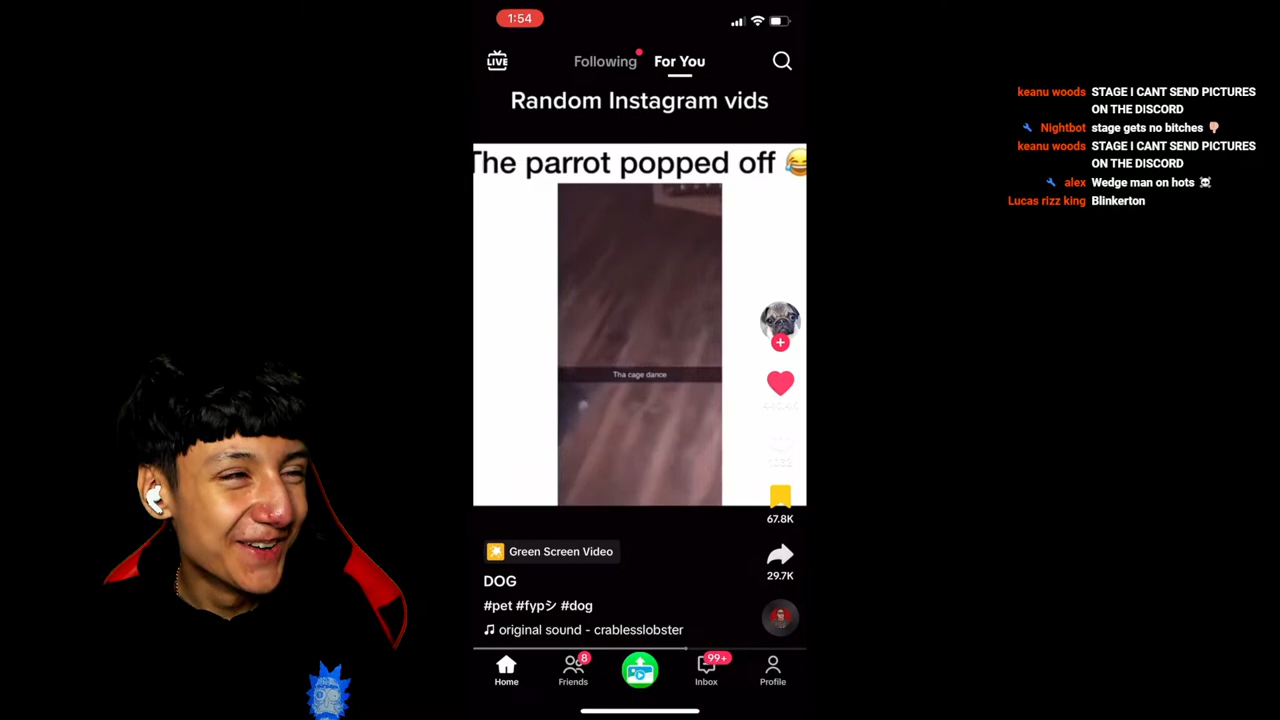 1:54
LIVE
Following
For You
Random Instagram vids
The parrot popped off 😂
Tha cage dance
67.8K
29.7K
Green Screen Video
DOG
#pet #fypシ #dog
original sound - crablesslobster
8
99+
Home
Friends
Inbox
Profile
keanu woods STAGE I CANT SEND PICTURES
ON THE DISCORD
Nightbot stage gets no bitches 👎🏼
keanu woods STAGE I CANT SEND PICTURES
ON THE DISCORD
alex Wedge man on hots ☠
Lucas rizz king Blinkerton